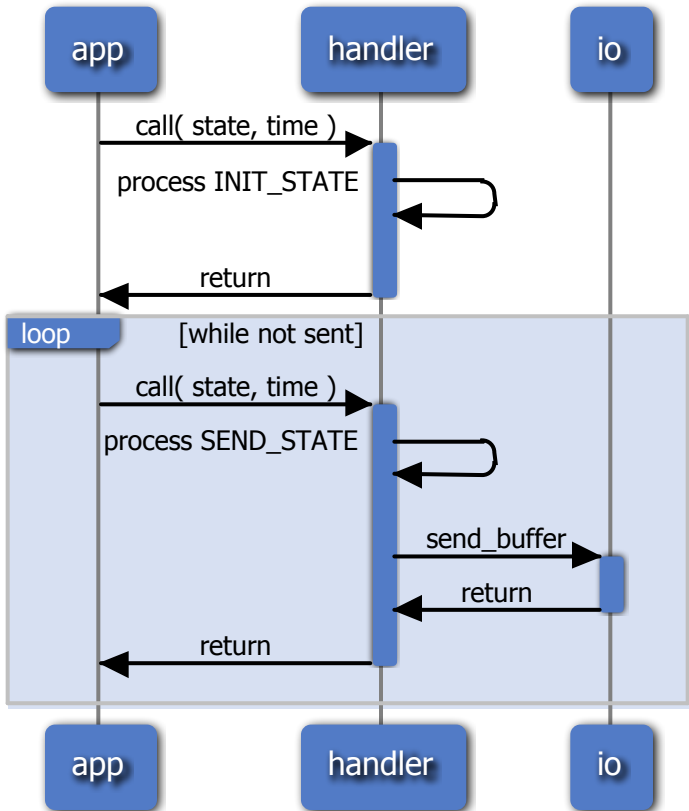 app handler io
call( state, time )
process INIT_STATE
return
loop [while not sent]
call( state, time )
process SEND_STATE
send_buffer
return
return
app handler io